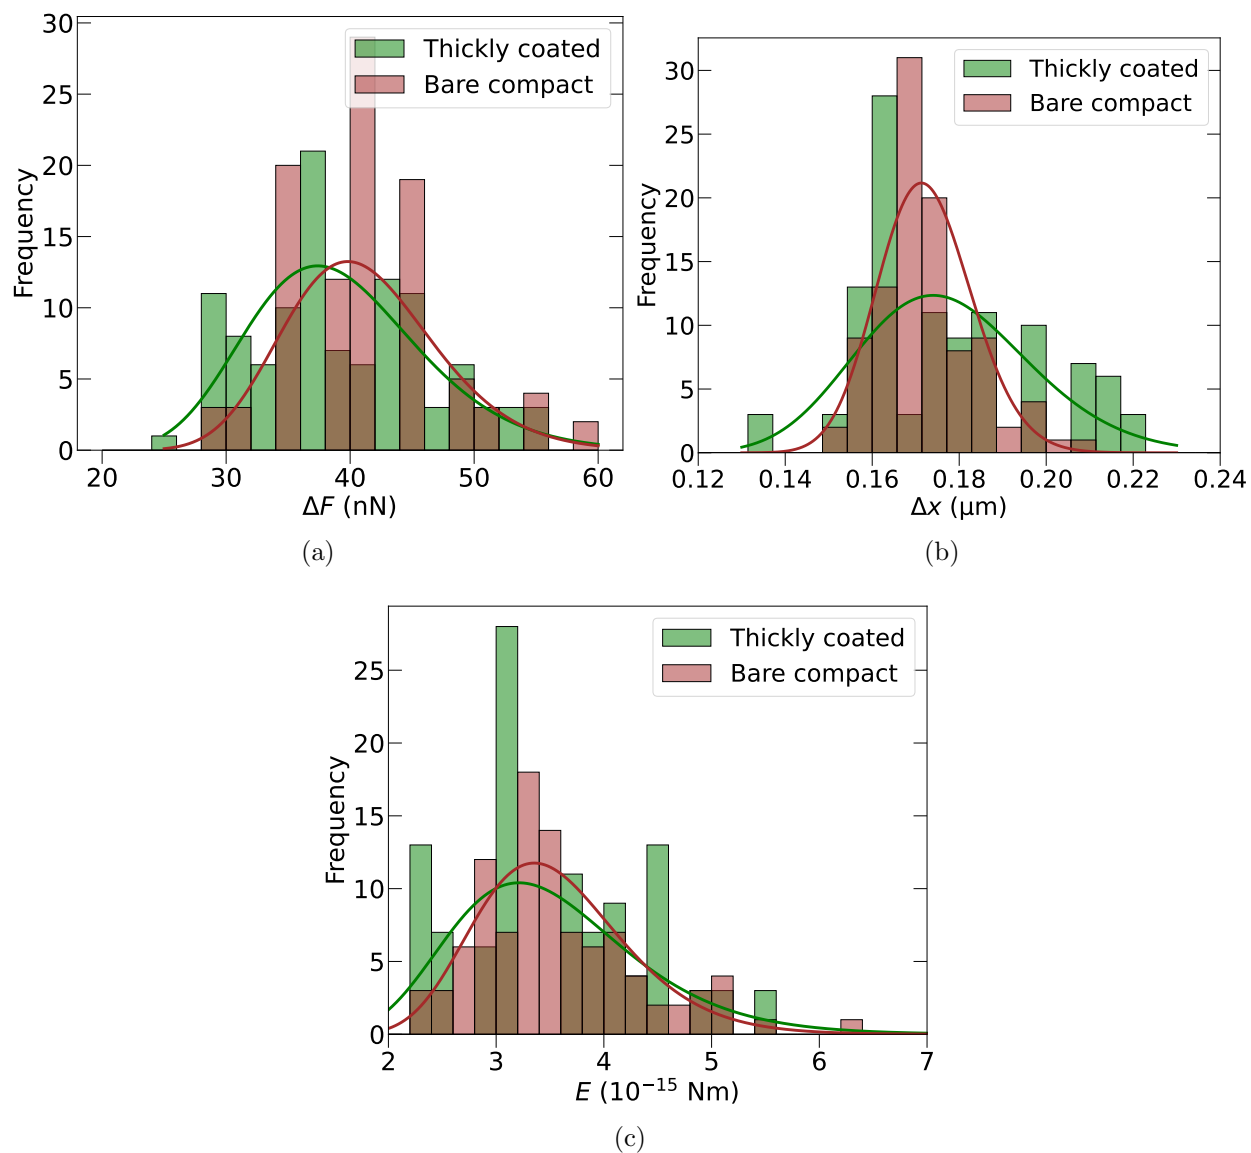 30
25
20
15
10
5
0
Frequency
Thickly coated
Bare compact
20 30 40 50 60
ΔF (nN)
(a)
30
25
20
15
10
5
0
Frequency
Thickly coated
Bare compact
0.12 0.14 0.16 0.18 0.20 0.22 0.24
Δx (μm)
(b)
25
20
15
10
5
0
Frequency
Thickly coated
Bare compact
2 3 4 5 6 7
E (10⁻¹⁵ Nm)
(c)